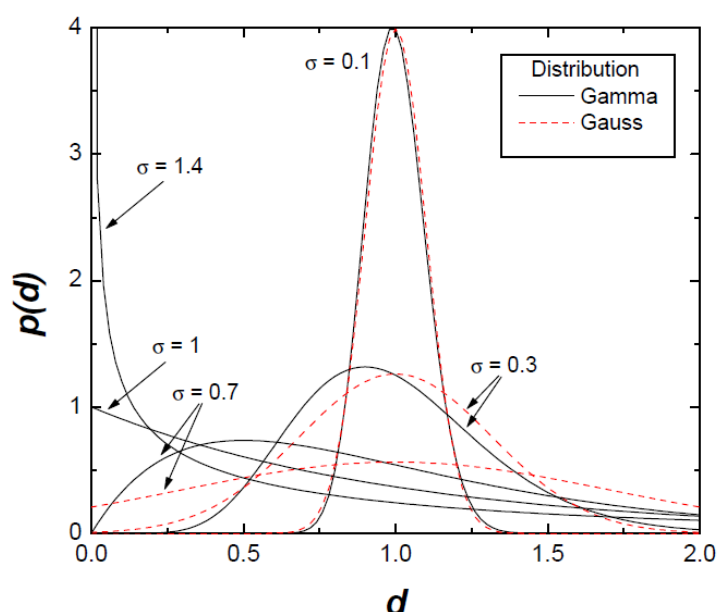 4
σ = 0.1
Distribution
Gamma
Gauss
3
σ = 1.4
p(d)
2
σ = 1
σ = 0.7
σ = 0.3
1
0
0.0
0.5
1.0
1.5
2.0
d